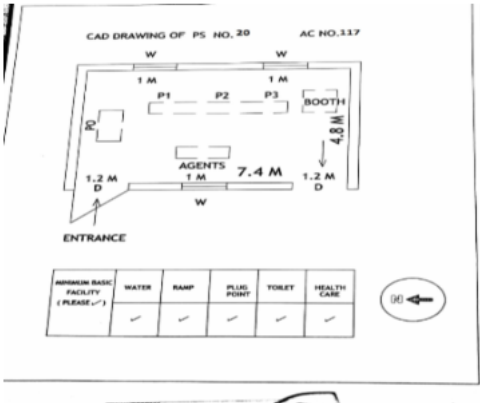 CAD DRAWING OF PS NO. 20 AC NO.117
W W
1 M 1 M
P1 P2 P3
BOOTH
PO
4.8 M
AGENTS
1.2 M 1 M 7.4 M 1.2 M
D D
W
ENTRANCE
MINIMUM BASIC FACILITY (PLEASE ✓) WATER RAMP PLUG POINT TOILET HEALTH CARE
✓ ✓ ✓ ✓ ✓
N